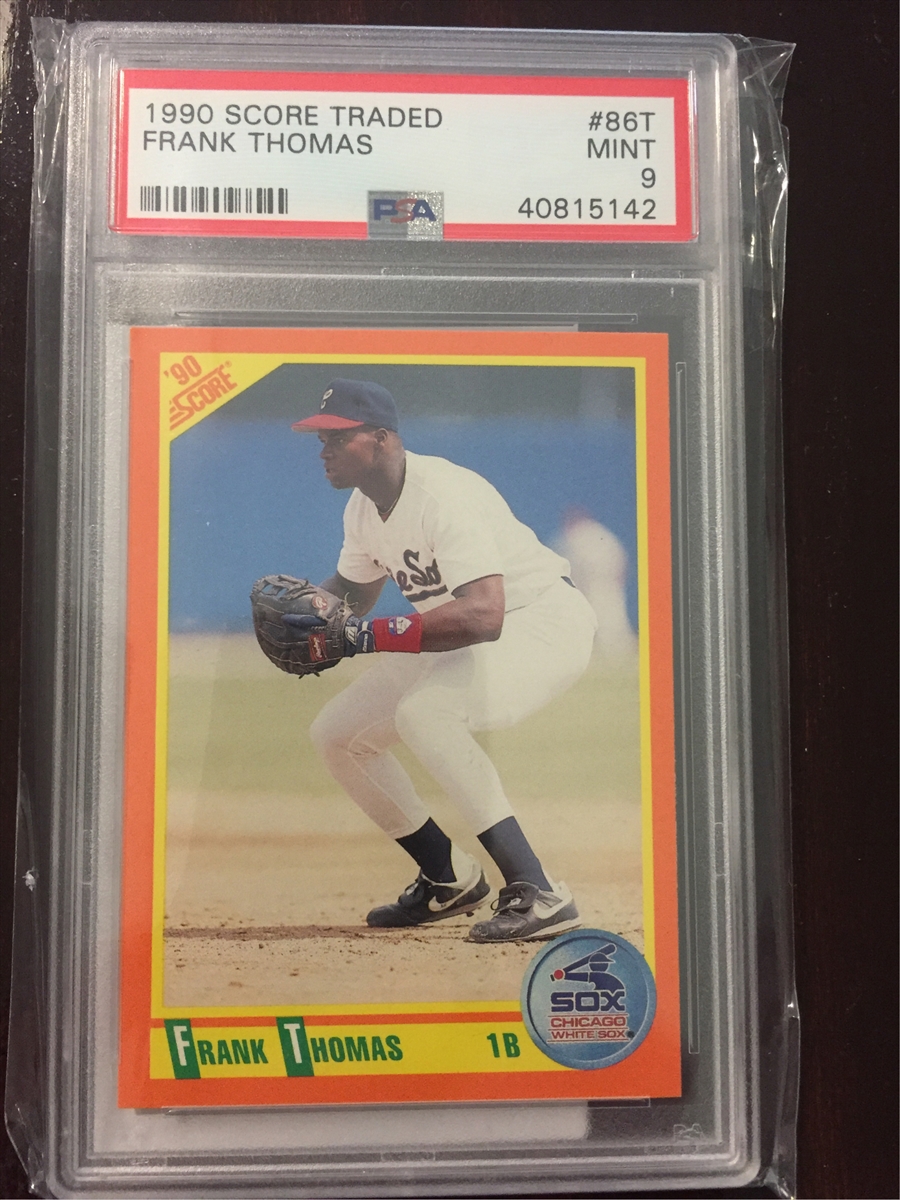 1990 SCORE TRADED
#86T
FRANK THOMAS
MINT
9
PSA
40815142
'90
SCORE
FRANK THOMAS
1B
SOX
CHICAGO
WHITE SOX